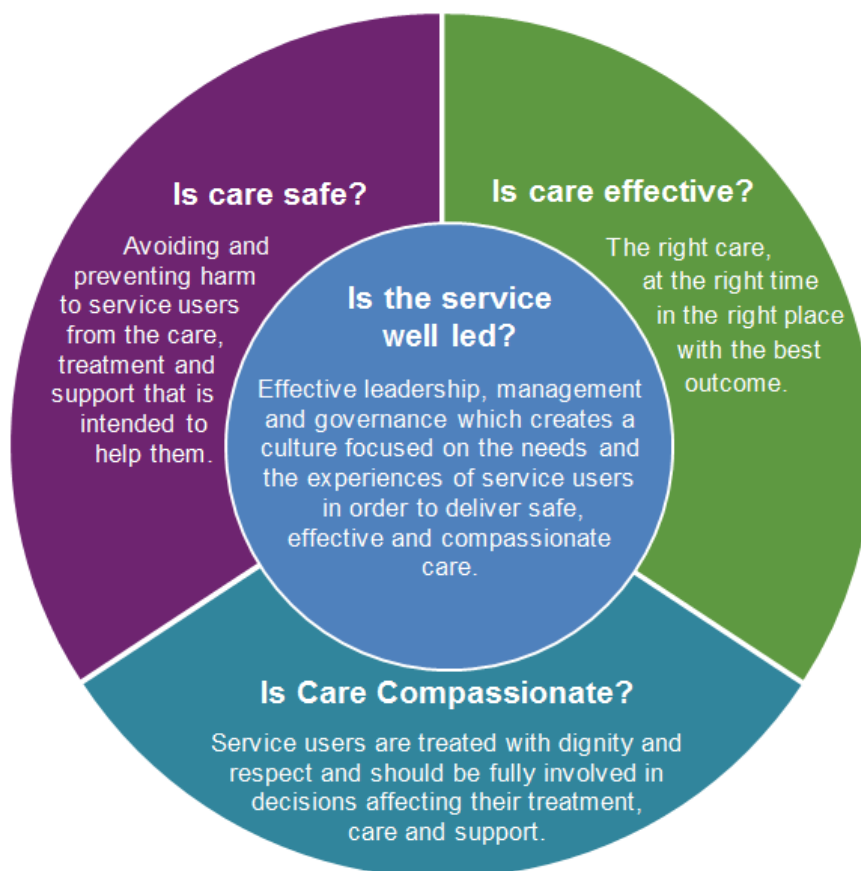 Is care safe?
Avoiding and
preventing harm
to service users
from the care,
treatment and
support that is
intended to
help them.
Is care effective?
The right care,
at the right time
in the right place
with the best
outcome.
Is the service
well led?
Effective leadership, management
and governance which creates a
culture focused on the needs and
the experiences of service users
in order to deliver safe,
effective and compassionate
care.
Is Care Compassionate?
Service users are treated with dignity and
respect and should be fully involved in
decisions affecting their treatment,
care and support.